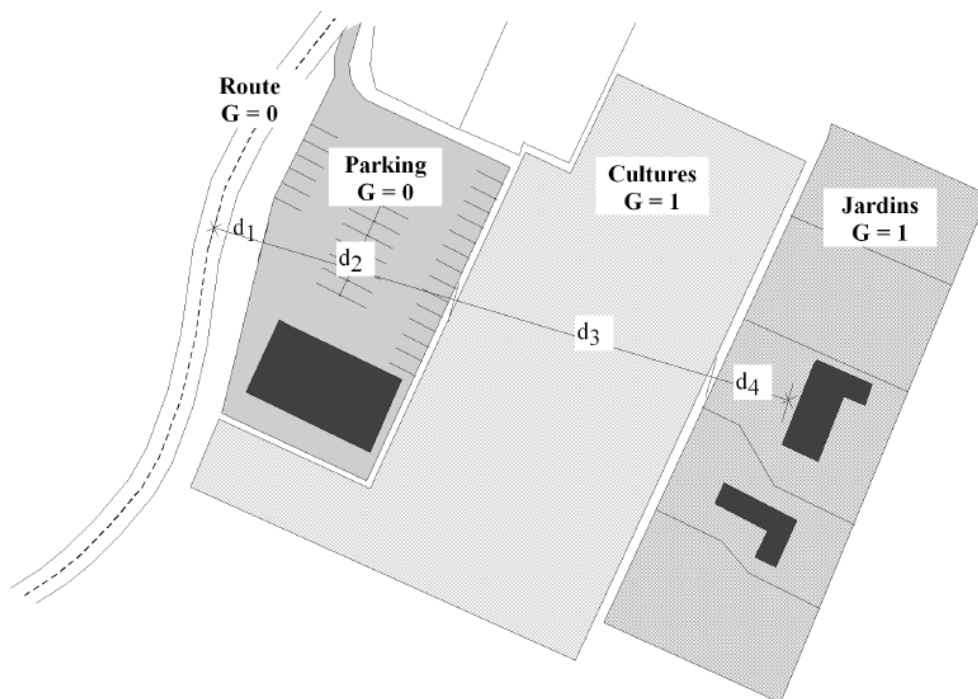 Route
G = 0
Parking
G = 0
Cultures
G = 1
Jardins
G = 1
d1
d2
d3
d4